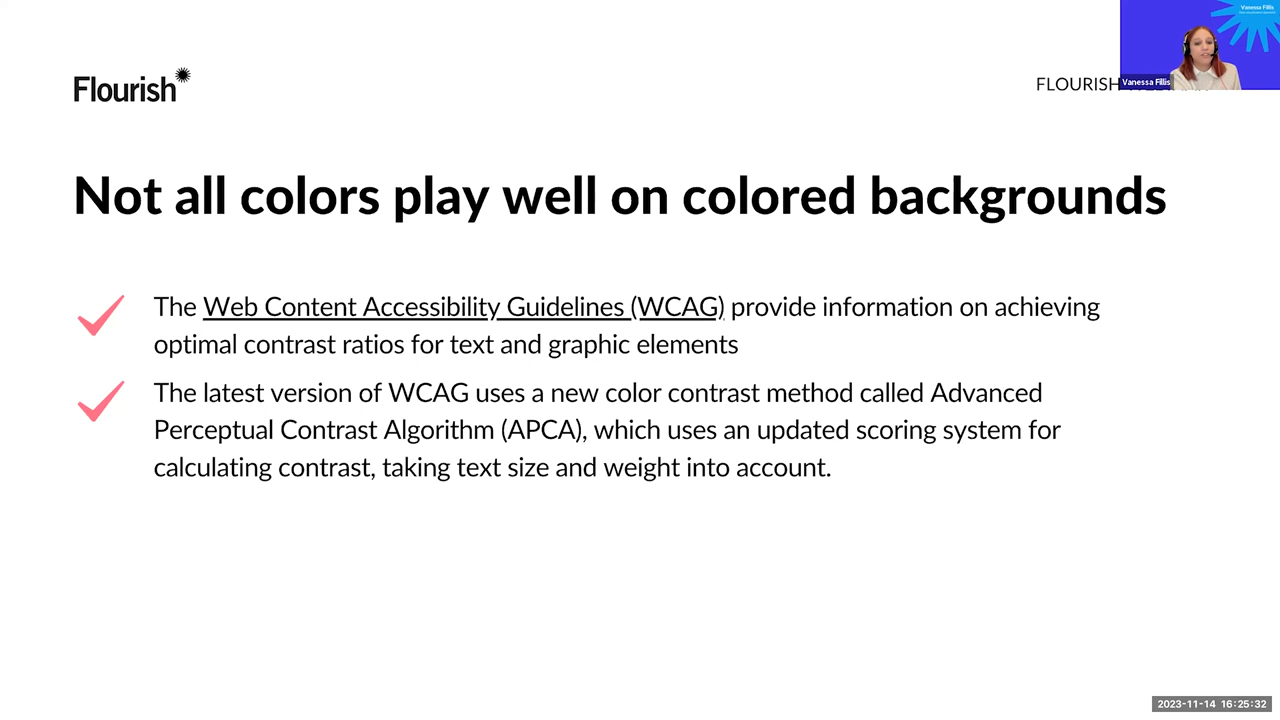 Vanessa Fillis
Flourish
FLOURISH
Vanessa Fillis
Not all colors play well on colored backgrounds
The Web Content Accessibility Guidelines (WCAG) provide information on achieving
optimal contrast ratios for text and graphic elements
The latest version of WCAG uses a new color contrast method called Advanced
Perceptual Contrast Algorithm (APCA), which uses an updated scoring system for
calculating contrast, taking text size and weight into account.
2023-11-14 16:25:32